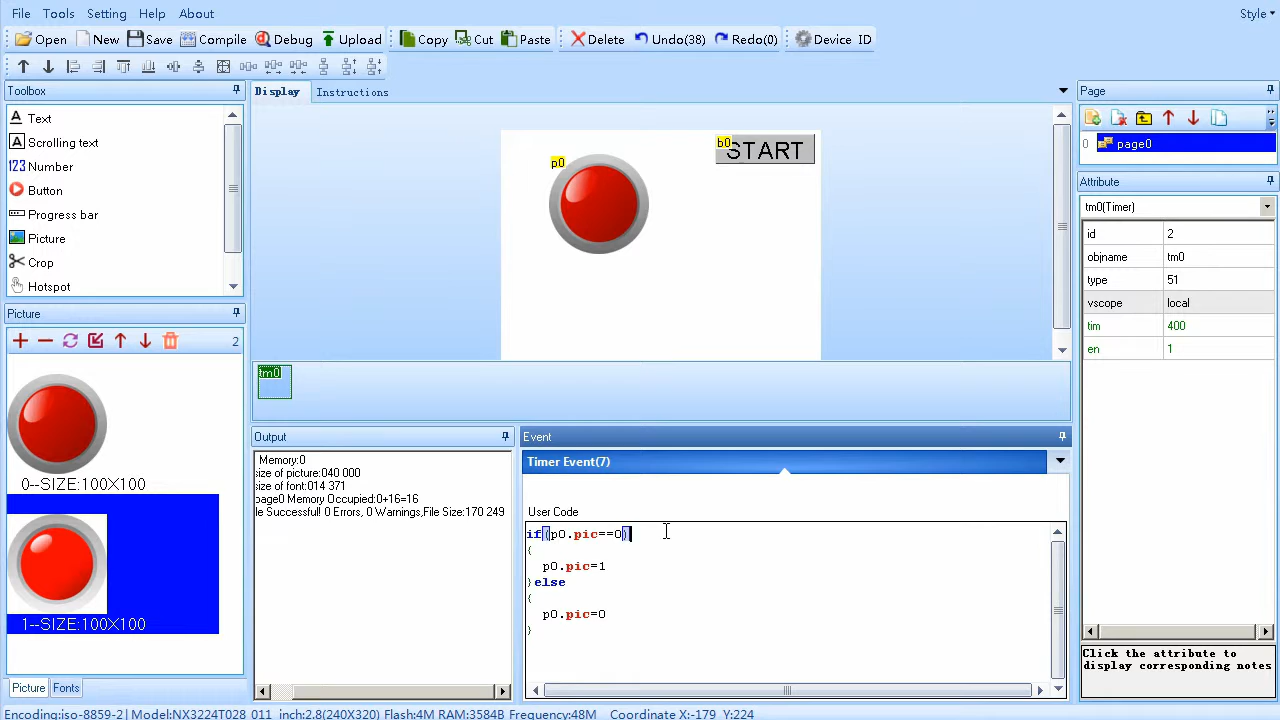 File Tools Setting Help About Style
Open New Save Compile Debug Upload Copy Cut Paste Delete Undo(38) Redo(0) Device ID
Toolbox
Text
Scrolling text
123 Number
Button
Progress bar
Picture
Crop
Hotspot
Picture
2
0--SIZE:100X100
1--SIZE:100X100
Picture Fonts
Display Instructions
p0
b0
START
tm0
Output
Memory:0
size of picture:040 000
size of font:014 37
page0 Memory Occupied:0+16=16
le Successful! 0 Errors, 0 Warnings,File Size:170 249
Event
Timer Event(7)
User Code
if(p0.pic==0)
{
p0.pic=1
}else
{
p0.pic=0
}
Page
0 page0
Attribute
tm0(Timer)
id 2
objname tm0
type 51
vscope local
tim 400
en 1
Click the attribute to
display corresponding notes
Encoding:iso-8859-2 Model:NX3224T028_011 inch:2.8(240X320) Flash:4M RAM:3584B Frequency:48M Coordinate X:-179 Y:224